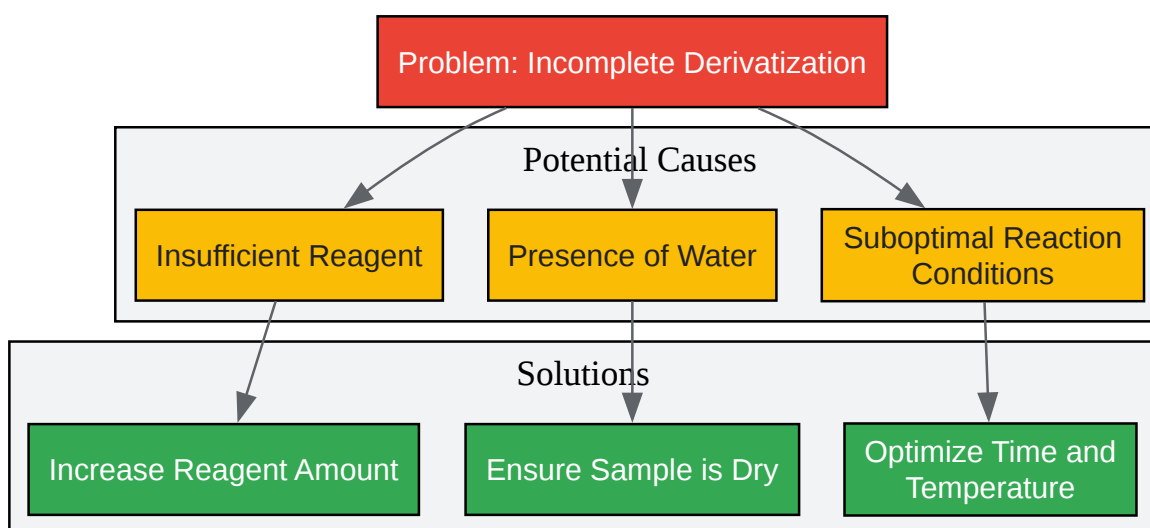 Problem: Incomplete Derivatization
Potential Causes
Insufficient Reagent
Presence of Water
Suboptimal Reaction
Conditions
Solutions
Increase Reagent Amount
Ensure Sample is Dry
Optimize Time and
Temperature